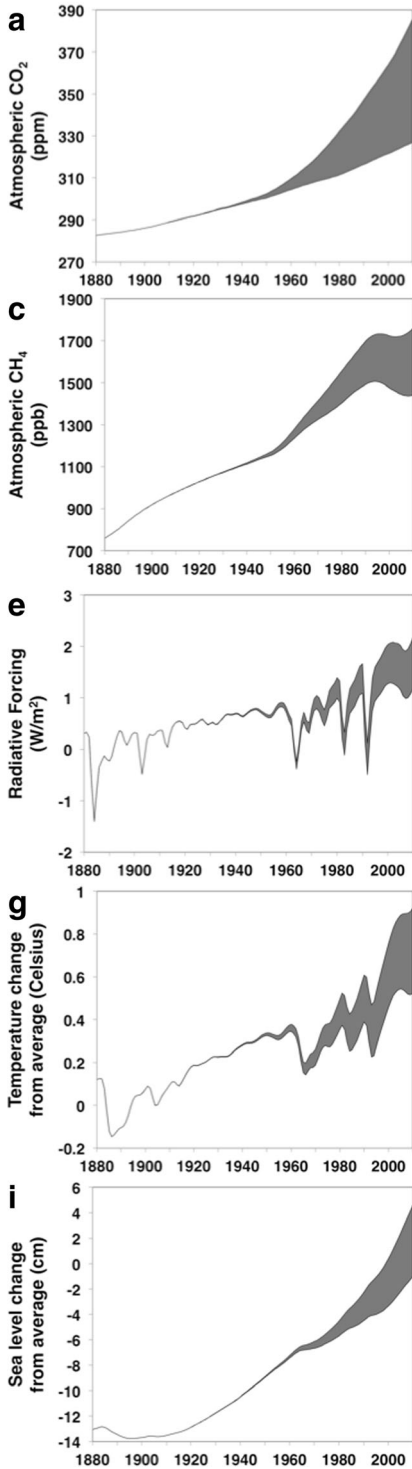 a
Atmospheric CO₂
(ppm)
390
370
350
330
310
290
270
1880 1900 1920 1940 1960 1980 2000
c
Atmospheric CH₄
(ppb)
1900
1700
1500
1300
1100
900
700
1880 1900 1920 1940 1960 1980 2000
e
Radiative Forcing
(W/m²)
3
2
1
0
-1
-2
1880 1900 1920 1940 1960 1980 2000
g
Temperature change
from average (Celsius)
1
0.8
0.6
0.4
0.2
0
-0.2
1880 1900 1920 1940 1960 1980 2000
i
Sea level change
from average (cm)
6
4
2
0
-2
-4
-6
-8
-10
-12
-14
1880 1900 1920 1940 1960 1980 2000